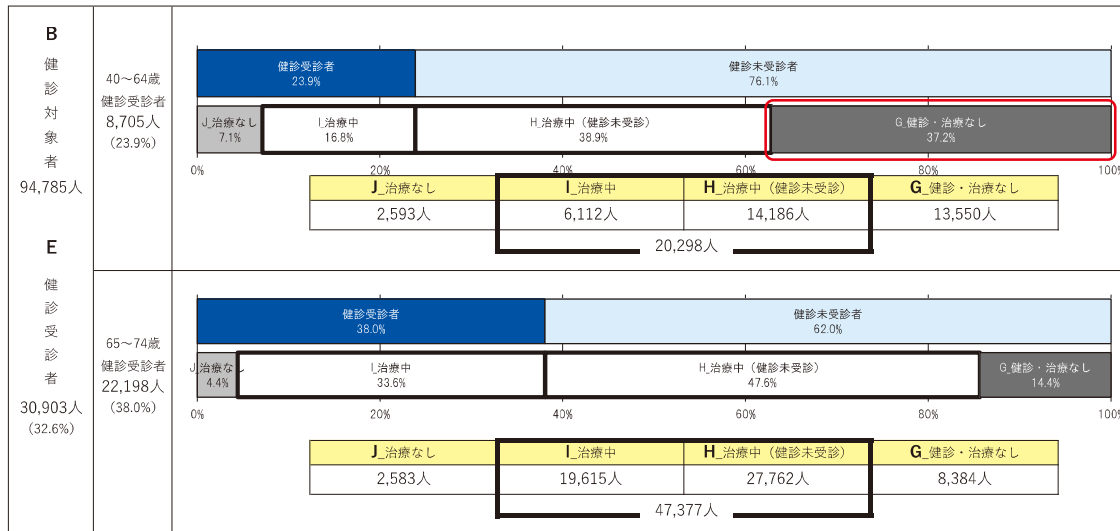 B
健
診
対
象
者
94,785人
E
健
診
受
診
者
30,903人
(32.6%)
40～64歳
健診受診者
8,705人
(23.9%)
健診受診者
23.9%
健診未受診者
76.1%
J_治療なし
7.1%
I_治療中
16.8%
H_治療中（健診未受診）
38.9%
G_健診・治療なし
37.2%
0% 20% 40% 60% 80% 100%
J_治療なし I_治療中 H_治療中（健診未受診） G_健診・治療なし
2,593人 6,112人 14,186人 13,550人
20,298人
65～74歳
健診受診者
22,198人
(38.0%)
健診受診者
38.0%
健診未受診者
62.0%
J_治療なし
4.4%
I_治療中
33.6%
H_治療中（健診未受診）
47.6%
G_健診・治療なし
14.4%
0% 20% 40% 60% 80% 100%
J_治療なし I_治療中 H_治療中（健診未受診） G_健診・治療なし
2,583人 19,615人 27,762人 8,384人
47,377人